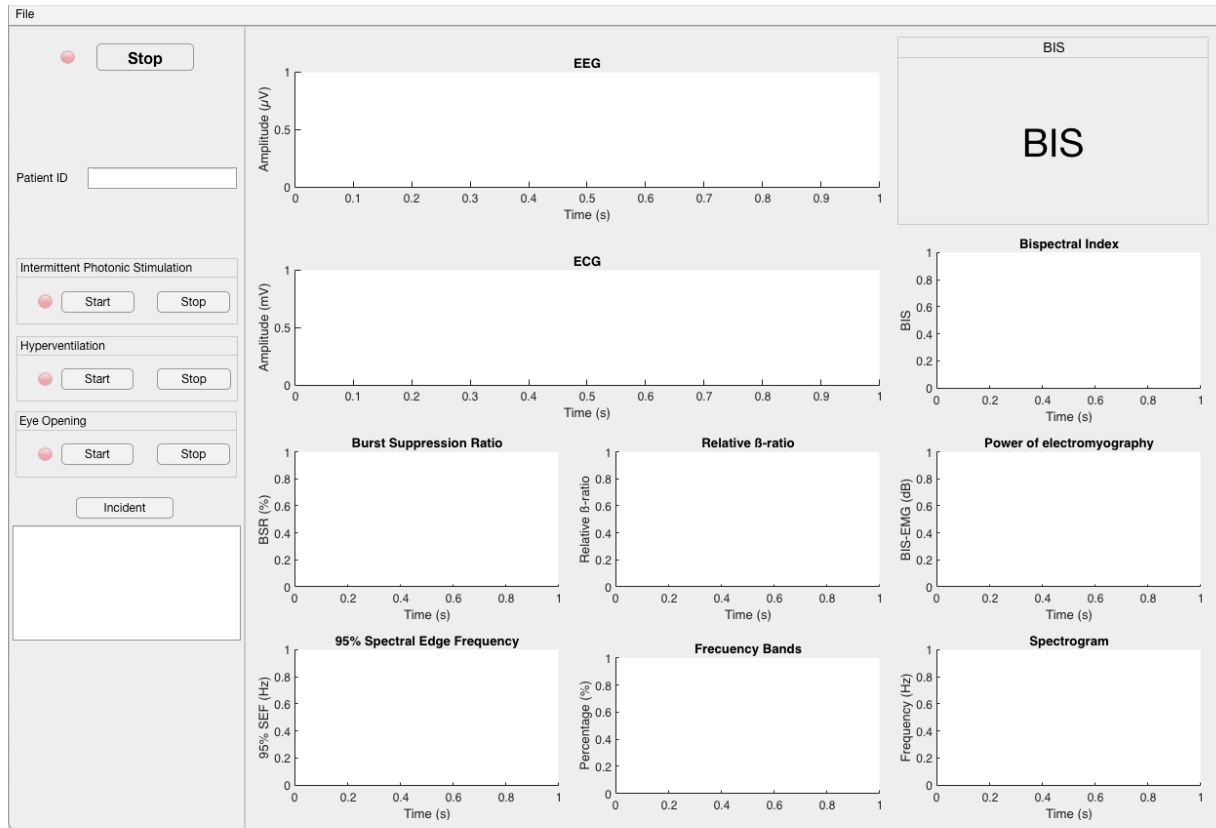 File
Stop
Patient ID
Intermittent Photonic Stimulation
Start Stop
Hyperventilation
Start Stop
Eye Opening
Start Stop
Incident
EEG
Amplitude (µV)
1
0.5
0
0 0.1 0.2 0.3 0.4 0.5 0.6 0.7 0.8 0.9 1
Time (s)
BIS
BIS
ECG
Amplitude (mV)
1
0.5
0
0 0.1 0.2 0.3 0.4 0.5 0.6 0.7 0.8 0.9 1
Time (s)
Bispectral Index
BIS
1
0.8
0.6
0.4
0.2
0
0 0.2 0.4 0.6 0.8 1
Time (s)
Burst Suppression Ratio
BSR (%)
1
0.8
0.6
0.4
0.2
0
0 0.2 0.4 0.6 0.8 1
Time (s)
Relative ß-ratio
Relative ß-ratio
1
0.8
0.6
0.4
0.2
0
0 0.2 0.4 0.6 0.8 1
Time (s)
Power of electromyography
BIS-EMG (dB)
1
0.8
0.6
0.4
0.2
0
0 0.2 0.4 0.6 0.8 1
Time (s)
95% Spectral Edge Frequency
95% SEF (Hz)
1
0.8
0.6
0.4
0.2
0
0 0.2 0.4 0.6 0.8 1
Time (s)
Frecuency Bands
Percentage (%)
1
0.8
0.6
0.4
0.2
0
0 0.2 0.4 0.6 0.8 1
Time (s)
Spectrogram
Frequency (Hz)
1
0.8
0.6
0.4
0.2
0
0 0.2 0.4 0.6 0.8 1
Time (s)